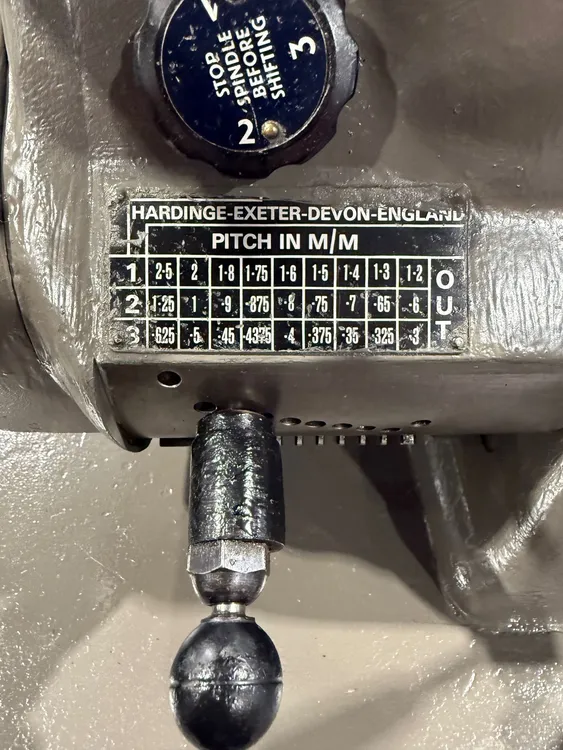 STOP
SPINDLE
BEFORE
SHIFTING
3
2
HARDINGE-EXETER-DEVON-ENGLAND
PITCH IN M/M
1 2·5 2 1·8 1·75 1·6 1·5 1·4 1·3 1·2
2 1·25 1 ·9 ·875 ·8 ·75 ·7 ·65 ·6
3 ·625 ·5 ·45 ·4375 ·4 ·375 ·35 ·325 ·3
OUT